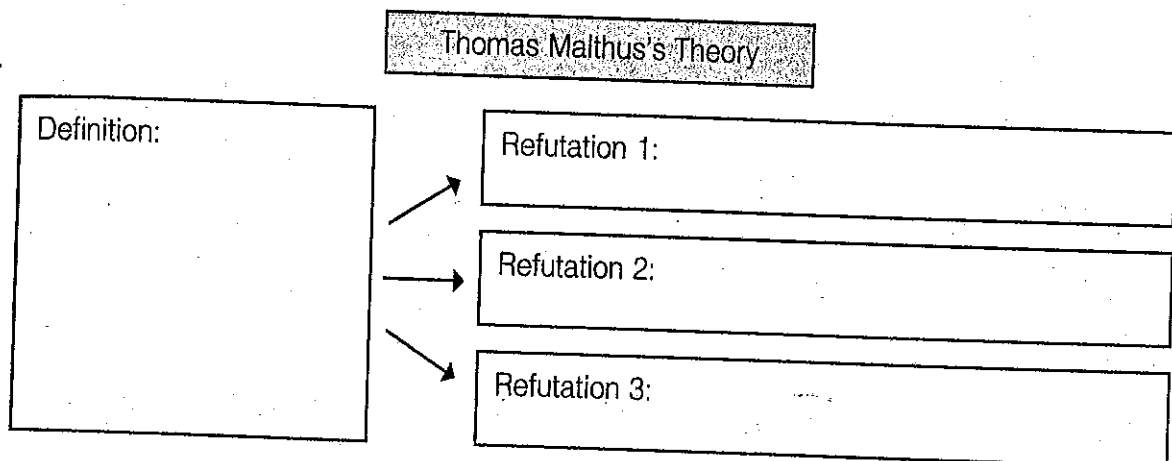 Thomas Malthus's Theory
Definition:
Refutation 1:
Refutation 2:
Refutation 3: